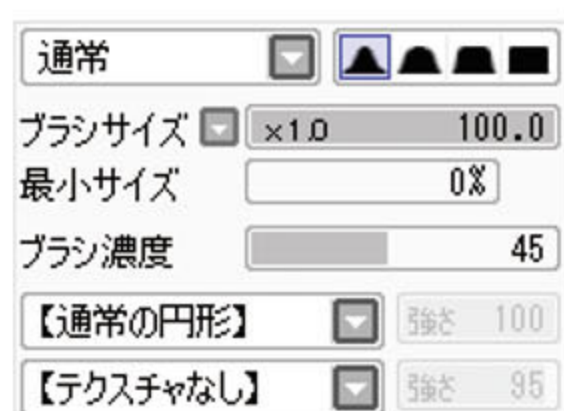 通常
ブラシサイズ ×1.0 100.0
最小サイズ 0%
ブラシ濃度 45
【通常の円形】 強さ 100
【テクスチャなし】 強さ 95